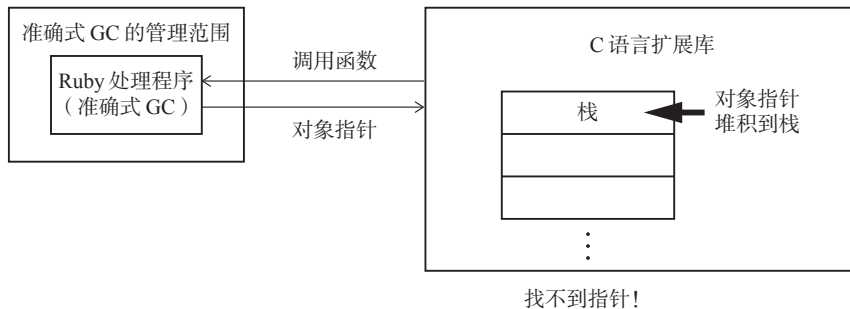 准确式 GC 的管理范围
Ruby 处理程序
（准确式 GC）
调用函数
对象指针
C 语言扩展库
栈
对象指针
堆积到栈
找不到指针！